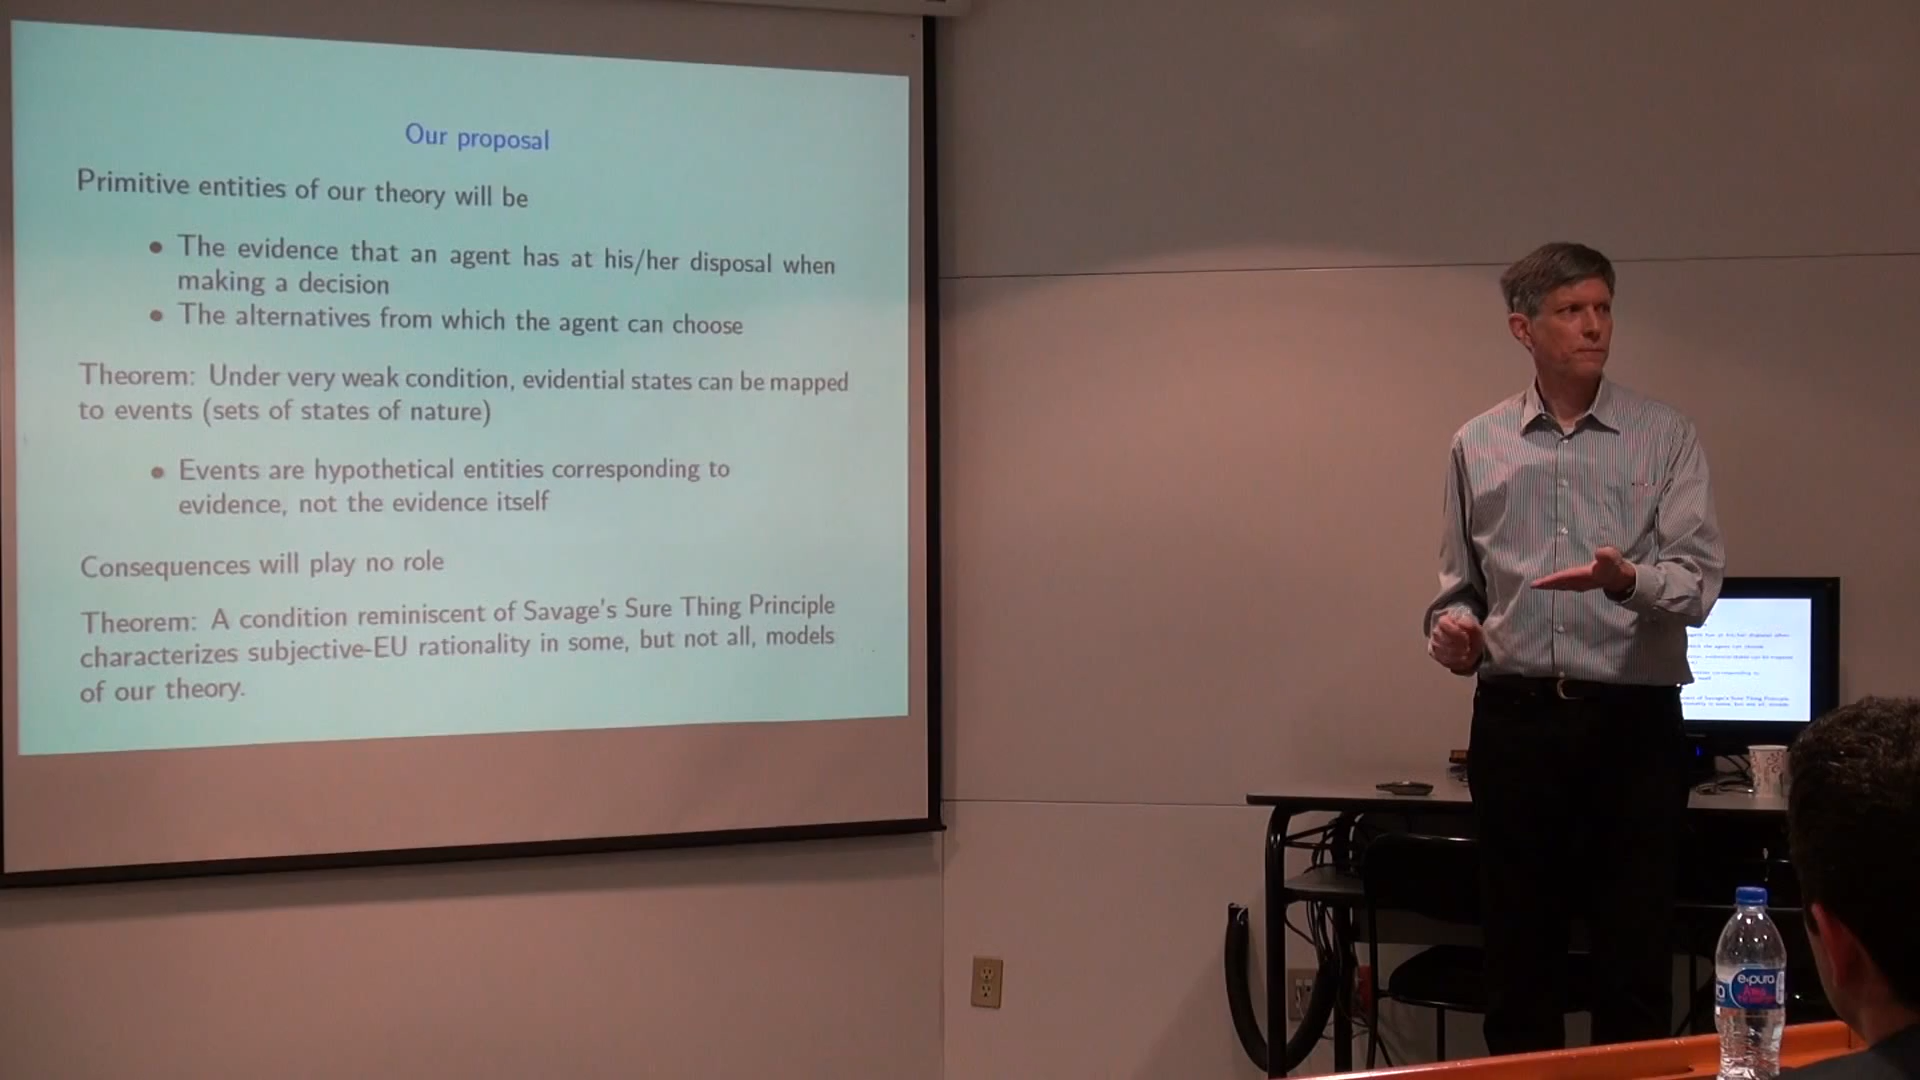 Our proposal
Primitive entities of our theory will be
• The evidence that an agent has at his/her disposal when
making a decision
• The alternatives from which the agent can choose
Theorem: Under very weak condition, evidential states can be mapped
to events (sets of states of nature)
• Events are hypothetical entities corresponding to
evidence, not the evidence itself
Consequences will play no role
Theorem: A condition reminiscent of Savage's Sure Thing Principle
characterizes subjective-EU rationality in some, but not all, models
of our theory.
e·pura